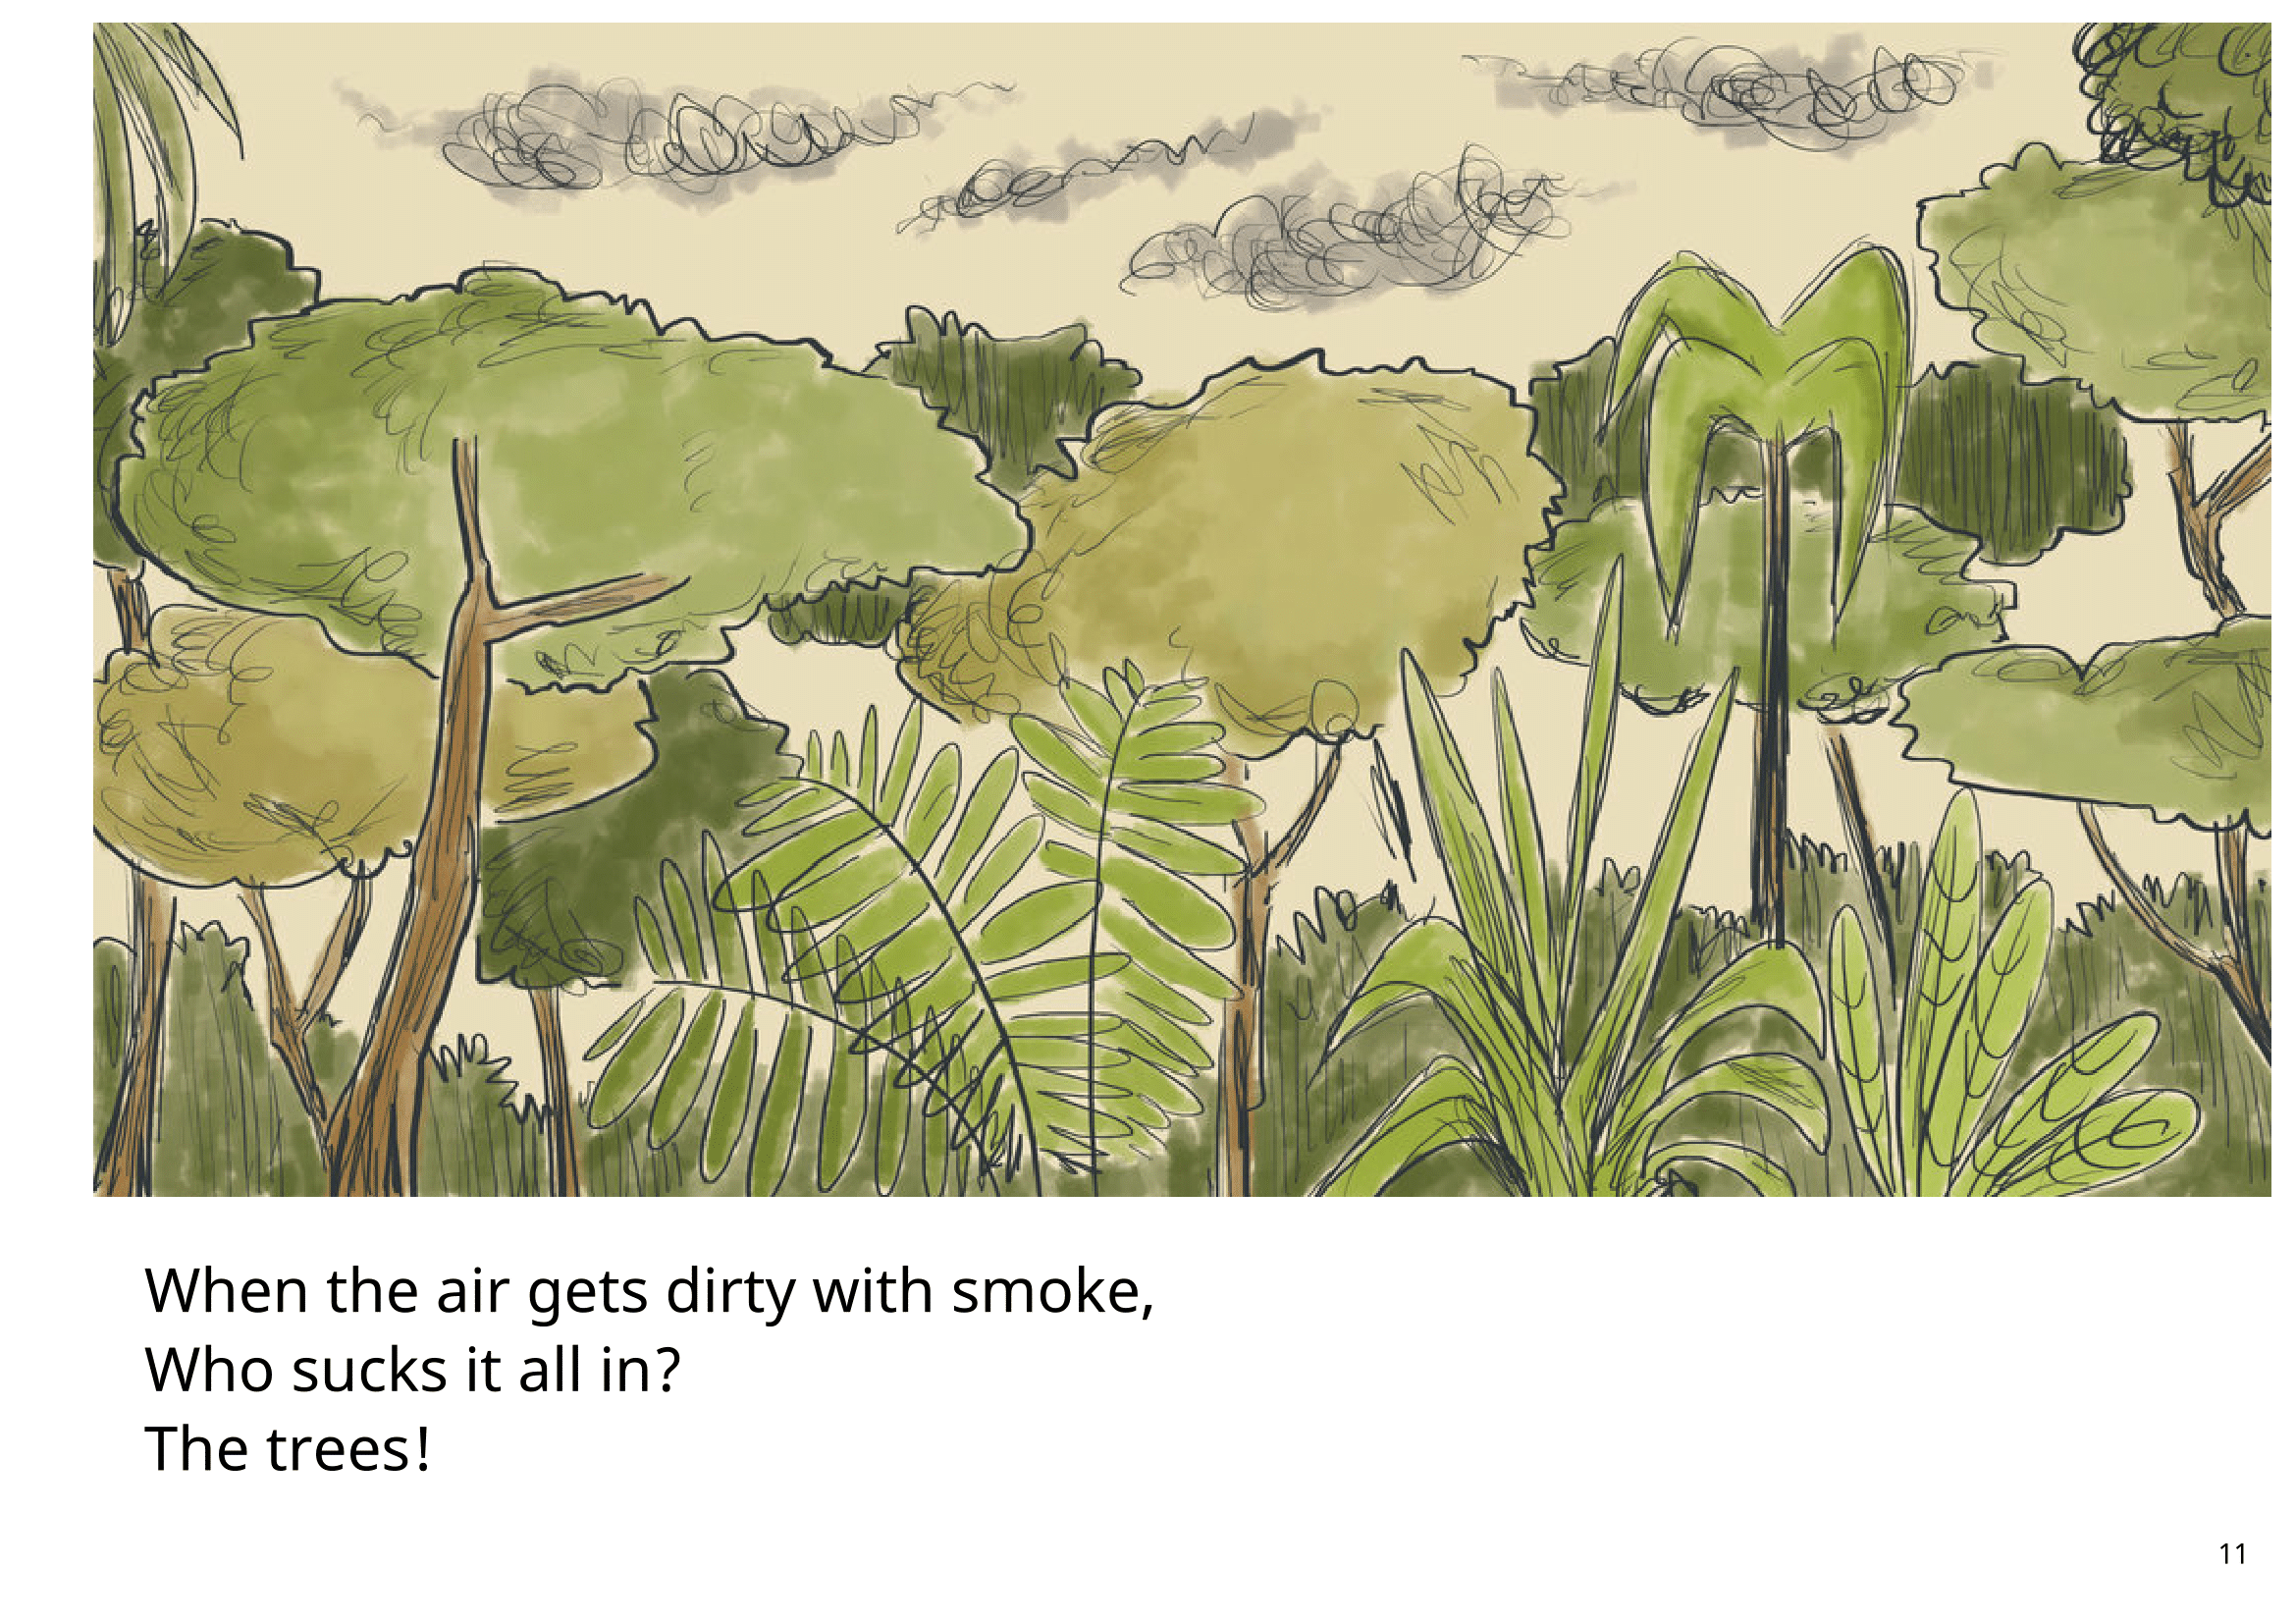 When the air gets dirty with smoke,
Who sucks it all in?
The trees!
11